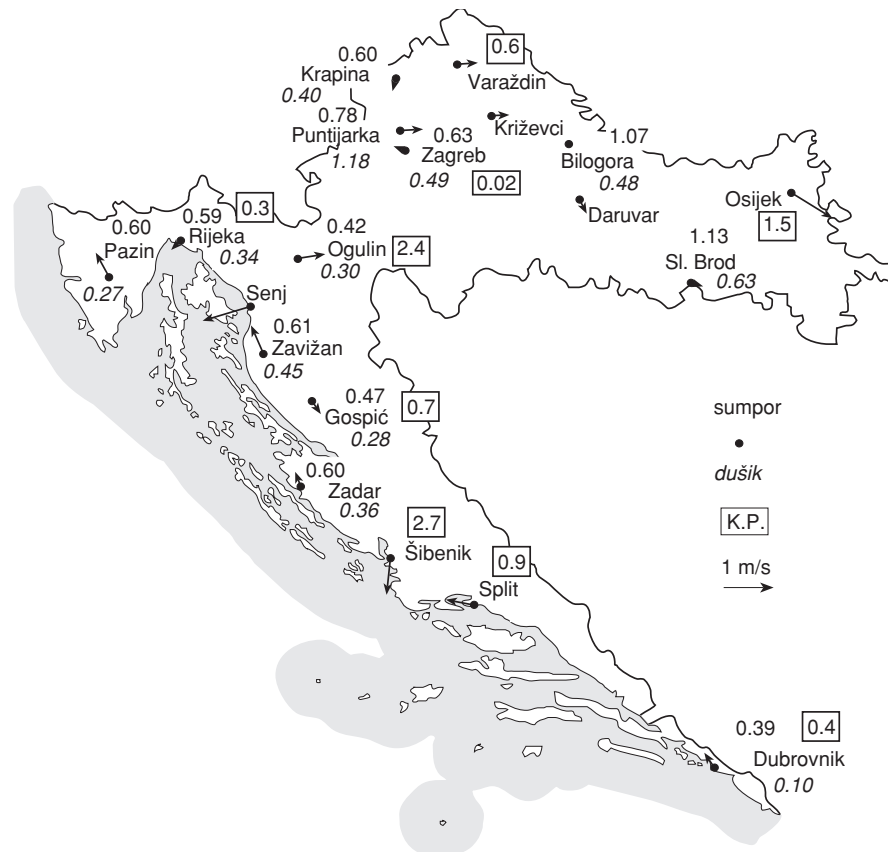 0.60
Krapina
0.40
0.6
Varaždin
0.78
Puntijarka
1.18
0.63
Zagreb
0.49
0.02
Križevci
1.07
Bilogora
0.48
Daruvar
Osijek
1.5
1.13
Sl. Brod
0.63
0.60
Pazin
0.27
0.59
Rijeka
0.34
0.3
0.42
Ogulin
0.30
2.4
Senj
0.61
Zavižan
0.45
0.47
Gospić
0.28
0.7
0.60
Zadar
0.36
2.7
Šibenik
0.9
Split
0.39
0.4
Dubrovnik
0.10
sumpor
dušik
K.P.
1 m/s